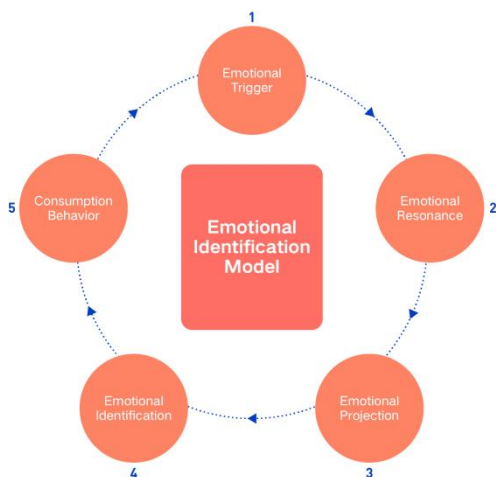 1
Emotional
Trigger
Emotional
Resonance
2
Emotional
Projection
3
Emotional
Identification
4
Consumption
Behavior
5
Emotional
Identification
Model